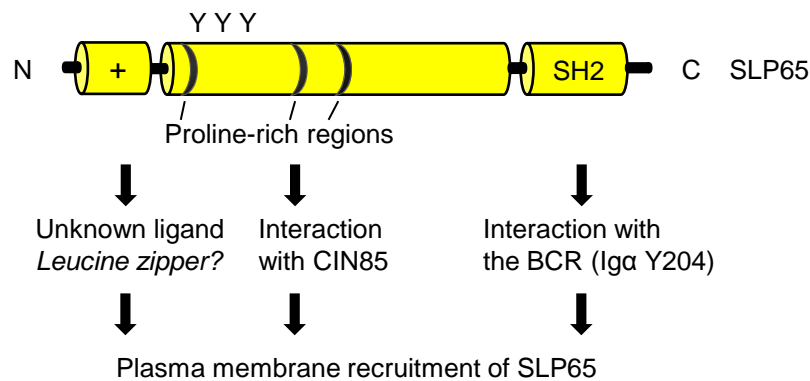 Y Y Y
N + SH2 C SLP65
Proline-rich regions
Unknown ligand Interaction Interaction with
Leucine zipper? with CIN85 the BCR (Igα Y204)
Plasma membrane recruitment of SLP65